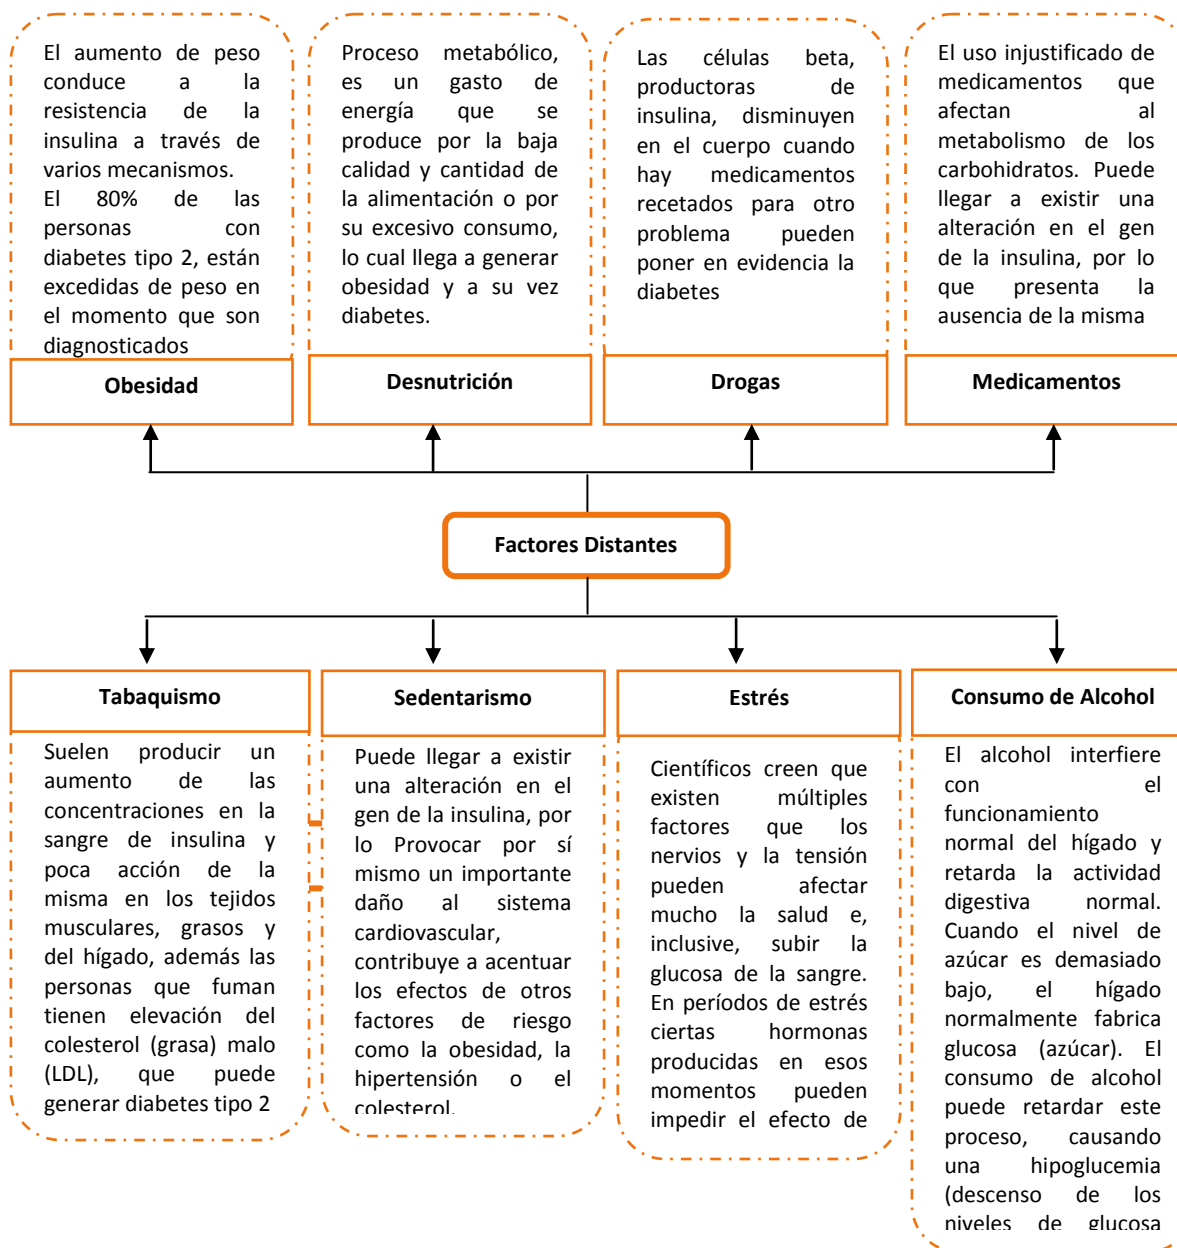 El aumento de peso
conduce a la
resistencia de la
insulina a través de
varios mecanismos.
El 80% de las
personas con
diabetes tipo 2, están
excedidas de peso en
el momento que son
diagnosticados
Obesidad
Proceso metabólico,
es un gasto de
energía que se
produce por la baja
calidad y cantidad de
la alimentación o por
su excesivo consumo,
lo cual llega a generar
obesidad y a su vez
diabetes.
Desnutrición
Las células beta,
productoras de
insulina, disminuyen
en el cuerpo cuando
hay medicamentos
recetados para otro
problema pueden
poner en evidencia la
diabetes
Drogas
El uso injustificado de
medicamentos que
afectan al
metabolismo de los
carbohidratos. Puede
llegar a existir una
alteración en el gen
de la insulina, por lo
que presenta la
ausencia de la misma
Medicamentos
Factores Distantes
Tabaquismo
Suelen producir un
aumento de las
concentraciones en la
sangre de insulina y
poca acción de la
misma en los tejidos
musculares, grasos y
del hígado, además las
personas que fuman
tienen elevación del
colesterol (grasa) malo
(LDL), que puede
generar diabetes tipo 2
Sedentarismo
Puede llegar a existir
una alteración en el
gen de la insulina, por
lo Provocar por sí
mismo un importante
daño al sistema
cardiovascular,
contribuye a acentuar
los efectos de otros
factores de riesgo
como la obesidad, la
hipertensión o el
colesterol.
Estrés
Científicos creen que
existen múltiples
factores que los
nervios y la tensión
pueden afectar
mucho la salud e,
inclusive, subir la
glucosa de la sangre.
En períodos de estrés
ciertas hormonas
producidas en esos
momentos pueden
impedir el efecto de
Consumo de Alcohol
El alcohol interfiere
con el
funcionamiento
normal del hígado y
retarda la actividad
digestiva normal.
Cuando el nivel de
azúcar es demasiado
bajo, el hígado
normalmente fabrica
glucosa (azúcar). El
consumo de alcohol
puede retardar este
proceso, causando
una hipoglucemia
(descenso de los
niveles de glucosa